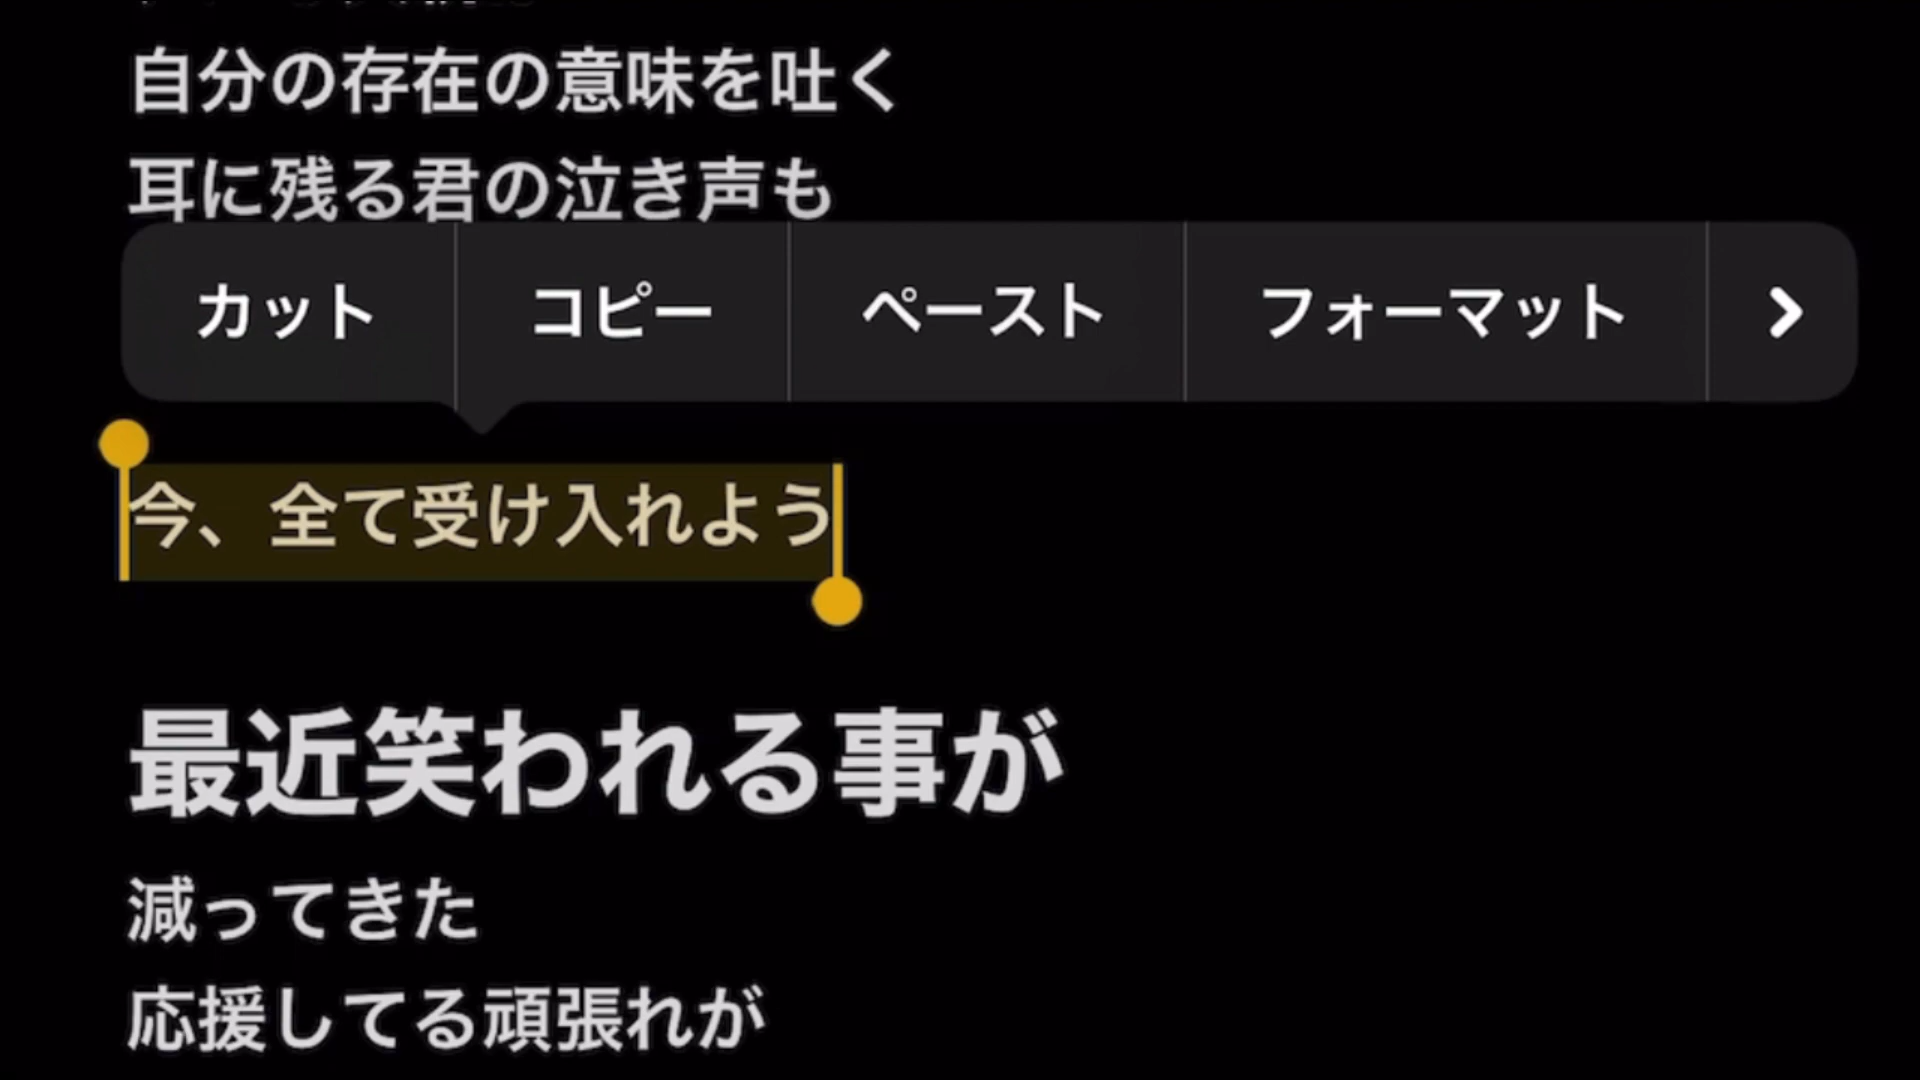 自分の存在の意味を吐く
耳に残る君の泣き声も
カット コピー ペースト フォーマット
今、全て受け入れよう
最近笑われる事が
減ってきた
応援してる頑張れが